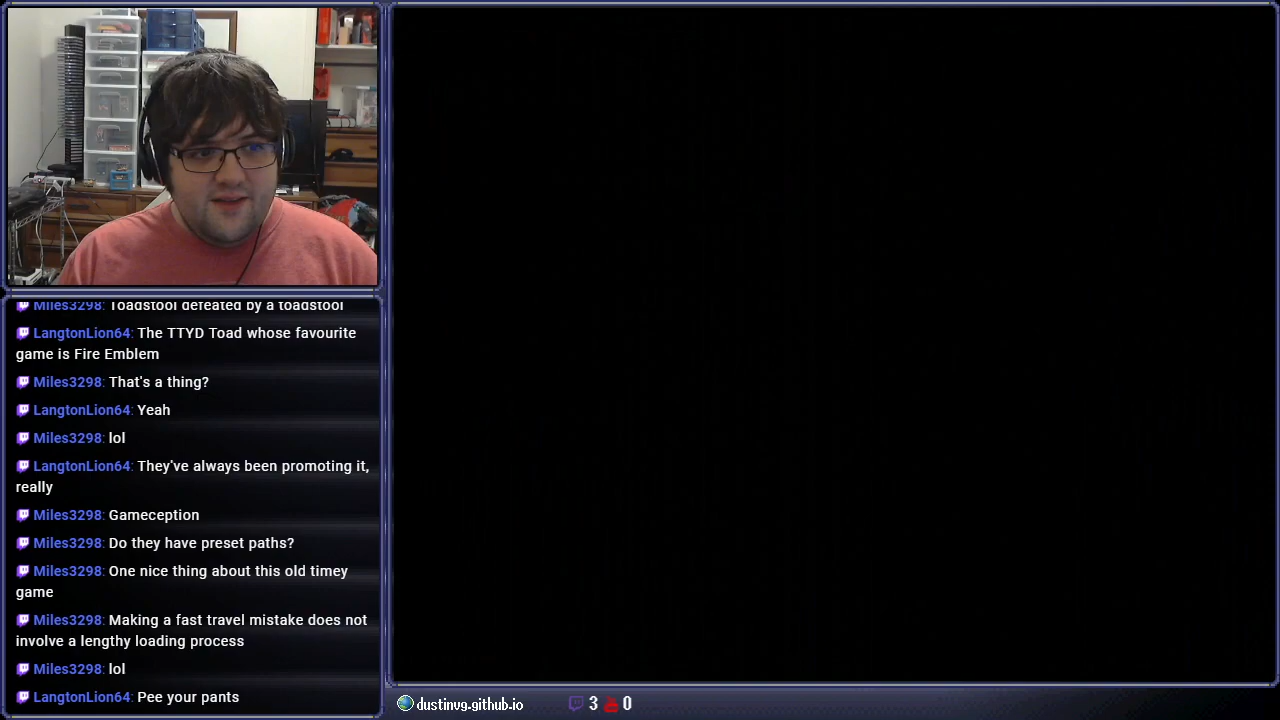 Miles3298: Toadstool defeated by a toadstool
LangtonLion64: The TTYD Toad whose favourite
game is Fire Emblem
Miles3298: That's a thing?
LangtonLion64: Yeah
Miles3298: lol
LangtonLion64: They've always been promoting it,
really
Miles3298: Gameception
Miles3298: Do they have preset paths?
Miles3298: One nice thing about this old timey
game
Miles3298: Making a fast travel mistake does not
involve a lengthy loading process
Miles3298: lol
LangtonLion64: Pee your pants
dustinvg.github.io 3 0